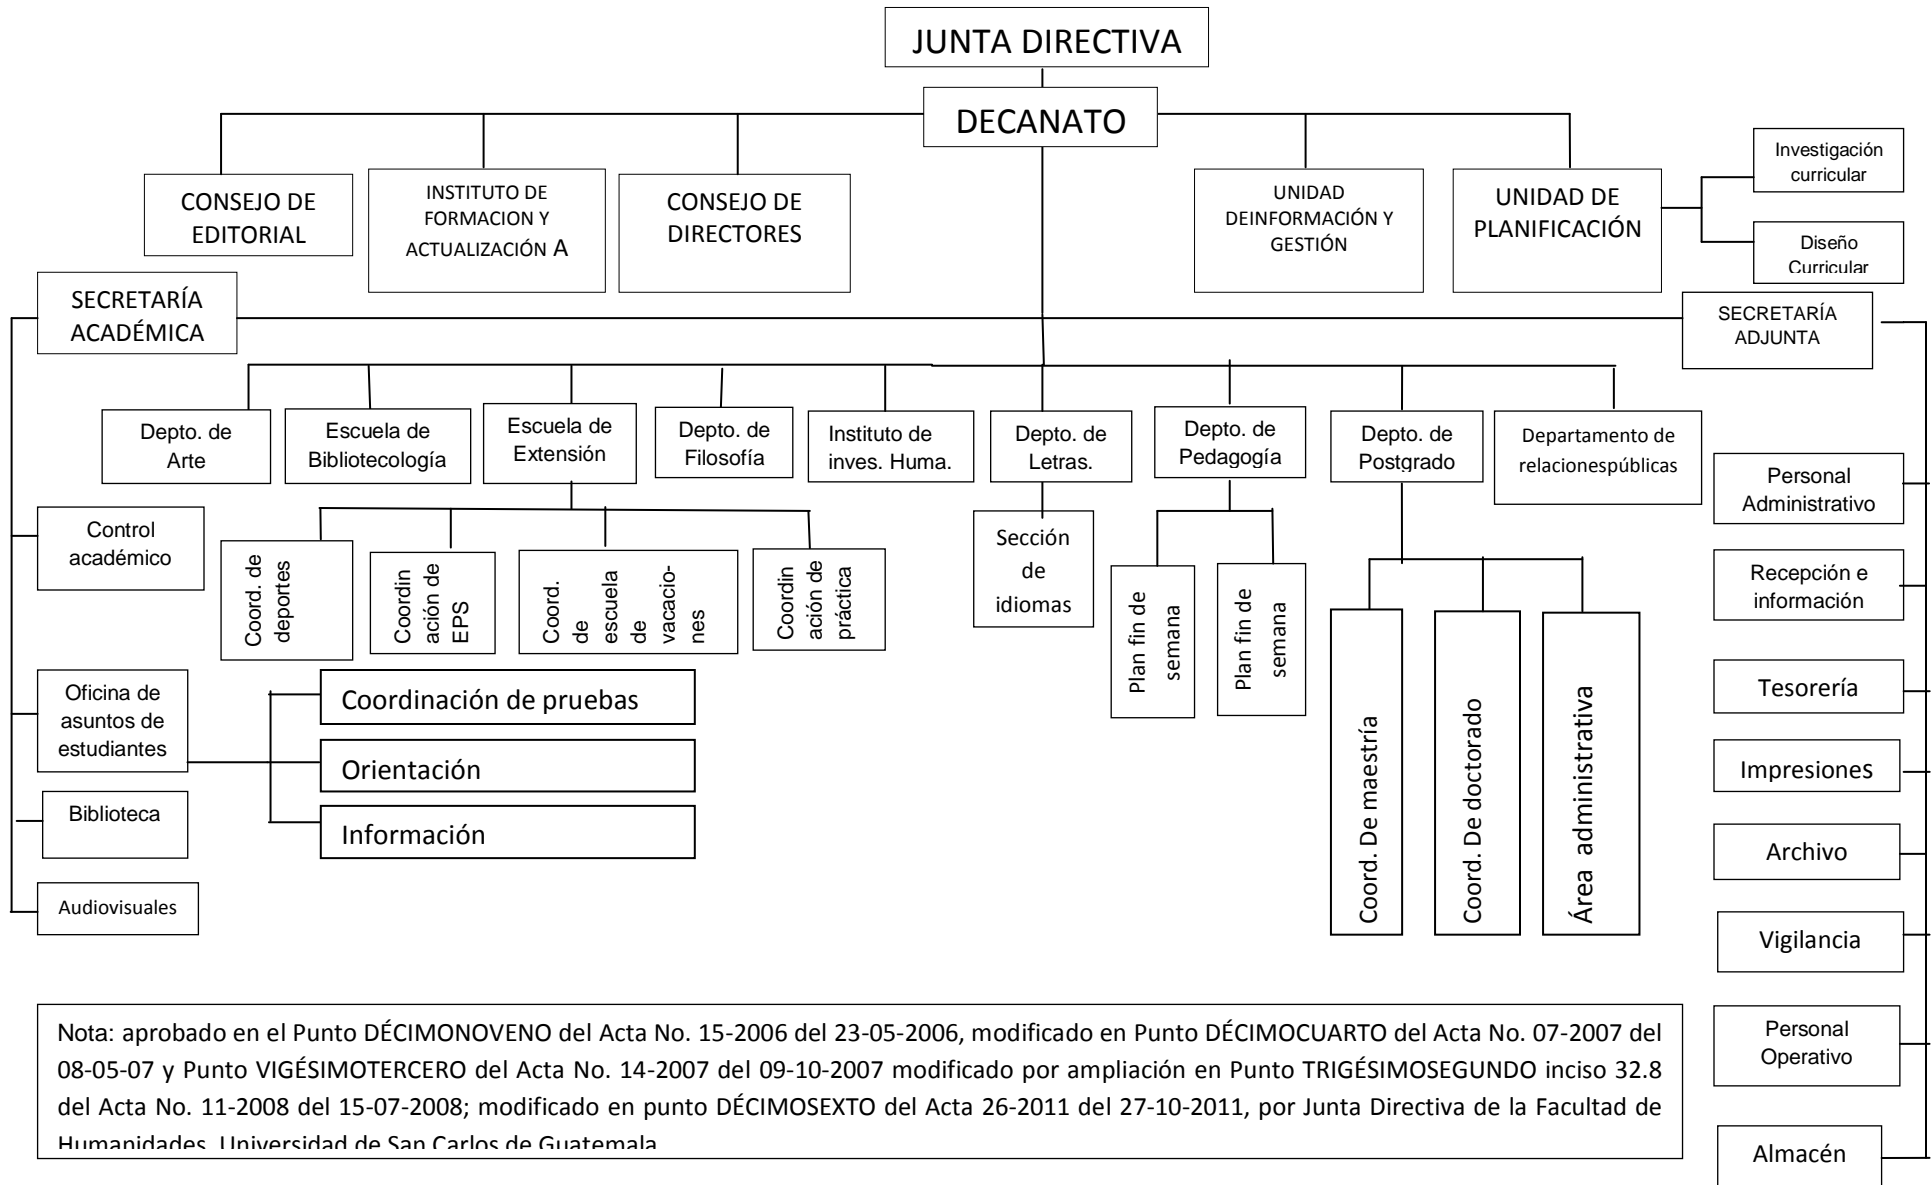 JUNTA DIRECTIVA
DECANATO
CONSEJO DE
EDITORIAL
INSTITUTO DE
FORMACION Y
ACTUALIZACIÓN A
CONSEJO DE
DIRECTORES
UNIDAD
DEINFORMACIÓN Y
GESTIÓN
UNIDAD DE
PLANIFICACIÓN
Investigación
curricular
Diseño
Curricular
SECRETARÍA
ACADÉMICA
SECRETARÍA
ADJUNTA
Depto. de
Arte
Escuela de
Bibliotecología
Escuela de
Extensión
Depto. de
Filosofía
Instituto de
inves. Huma.
Depto. de
Letras.
Depto. de
Pedagogía
Depto. de
Postgrado
Departamento de
relacionespúblicas
Control
académico
Coord. de
deportes
Coordin
ación de
EPS
Coord.
de
escuela
de
vacacio-
nes
Coordin
ación de
práctica
Sección
de
idiomas
Plan fin de
semana
Plan fin de
semana
Coord. De maestría
Coord. De doctorado
Área administrativa
Oficina de
asuntos de
estudiantes
Coordinación de pruebas
Orientación
Información
Biblioteca
Audiovisuales
Personal
Administrativo
Recepción e
información
Tesorería
Impresiones
Archivo
Vigilancia
Personal
Operativo
Almacén
Nota: aprobado en el Punto DÉCIMONOVENO del Acta No. 15-2006 del 23-05-2006, modificado en Punto DÉCIMOCUARTO del Acta No. 07-2007 del
08-05-07 y Punto VIGÉSIMOTERCERO del Acta No. 14-2007 del 09-10-2007 modificado por ampliación en Punto TRIGÉSIMOSEGUNDO inciso 32.8
del Acta No. 11-2008 del 15-07-2008; modificado en punto DÉCIMOSEXTO del Acta 26-2011 del 27-10-2011, por Junta Directiva de la Facultad de
Humanidades, Universidad de San Carlos de Guatemala